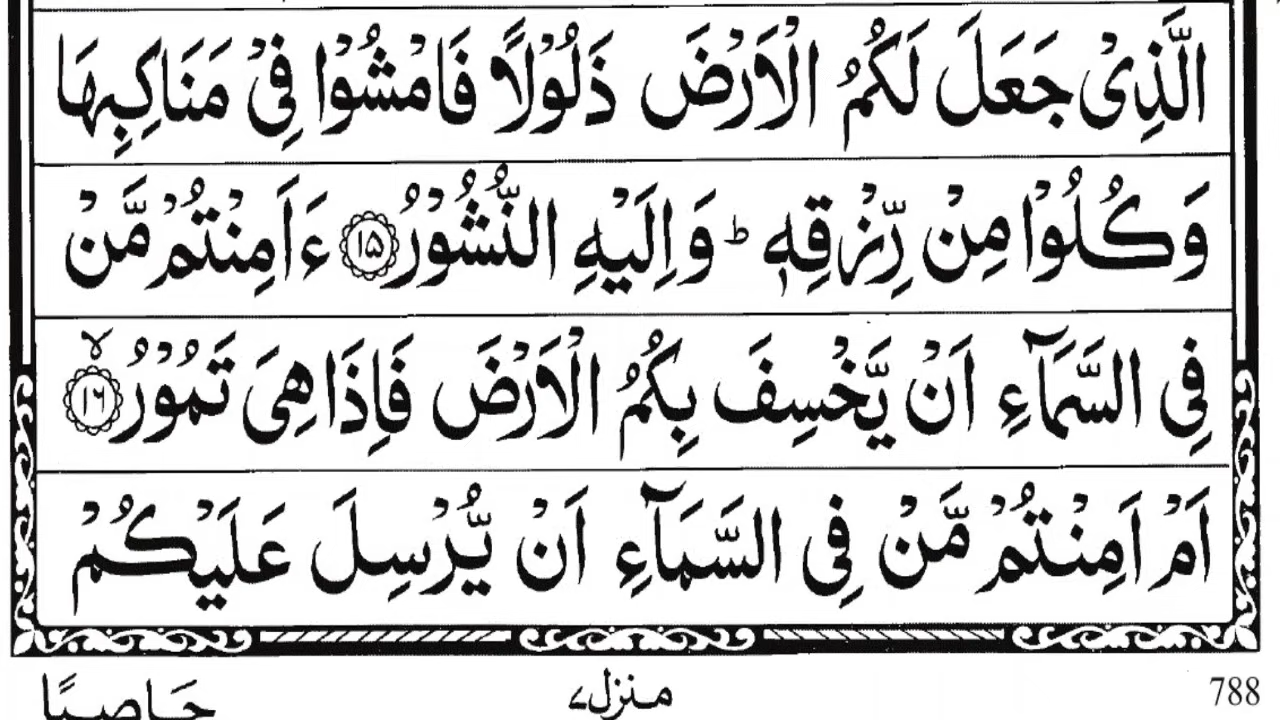 الَّذِیْ جَعَلَ لَكُمُ الْاَرْضَ ذَلُوْلًا فَامْشُوْا فِیْ مَنَاكِبِهَا
وَكُلُوْا مِنْ رِّزْقِهٖ ؕ وَاِلَیْهِ النُّشُوْرُ ۝۱۵ ءَاَمِنْتُمْ مَّنْ
فِی السَّمَآءِ اَنْ یَّخْسِفَ بِكُمُ الْاَرْضَ فَاِذَا هِیَ تَمُوْرُ ۝۱۶ۙ
اَمْ اَمِنْتُمْ مَّنْ فِی السَّمَآءِ اَنْ یُّرْسِلَ عَلَیْكُمْ
788 منزل۷ حَاصِبًا